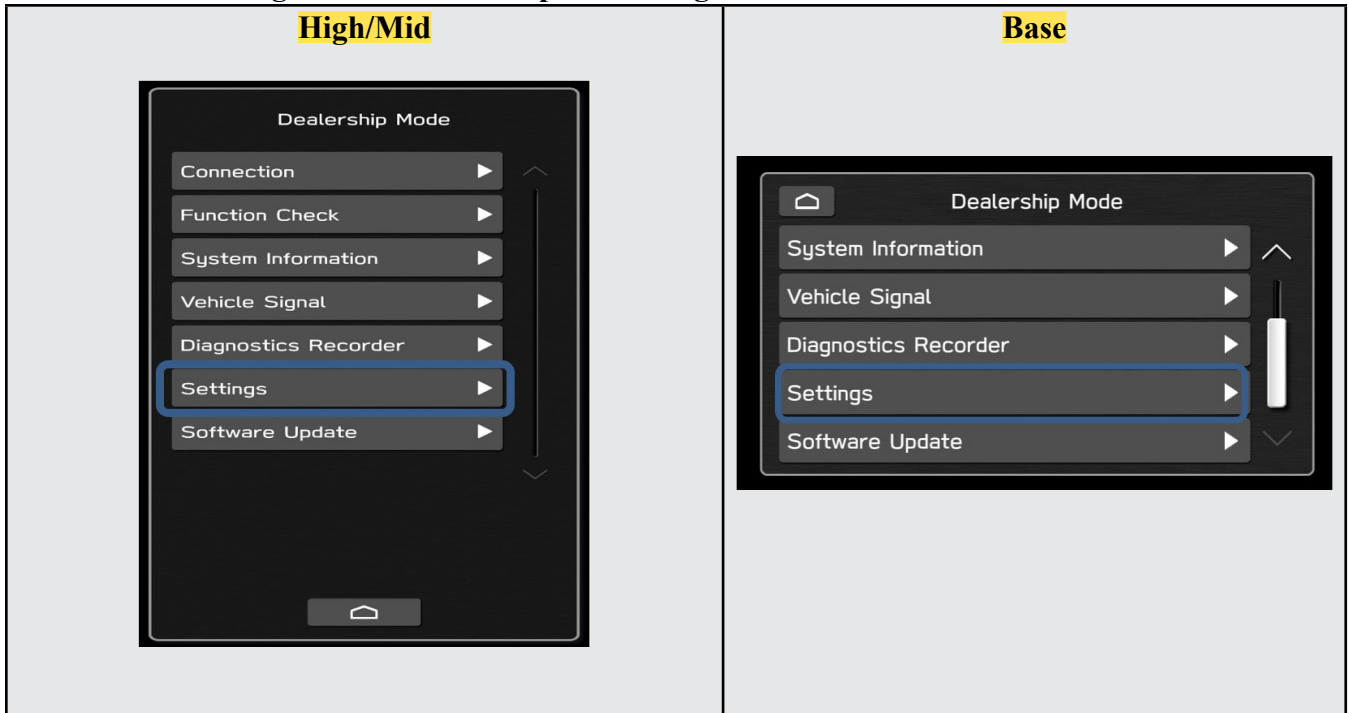 High/Mid
Base
Dealership Mode
Connection
Function Check
System Information
Vehicle Signal
Diagnostics Recorder
Settings
Software Update
Dealership Mode
System Information
Vehicle Signal
Diagnostics Recorder
Settings
Software Update